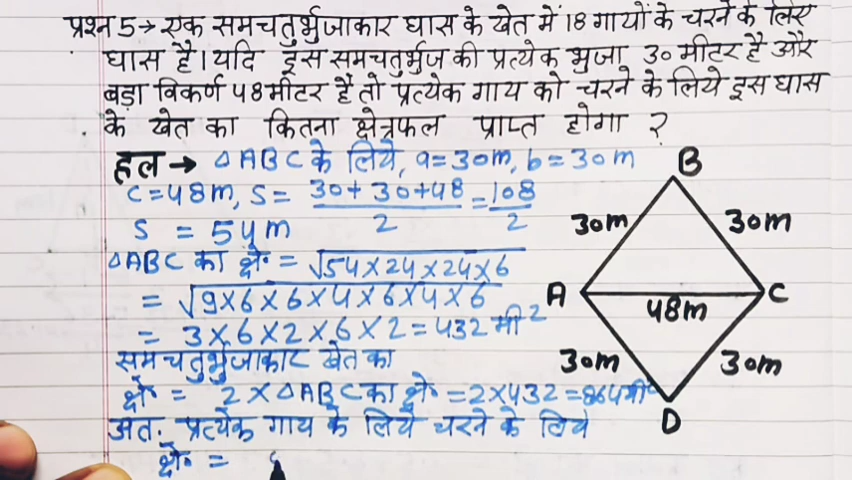 प्रश्न 5→ एक समचतुर्भुजाकार घास के खेत में 18 गायों के चरने के लिए
घास है। यदि इस समचतुर्भुज की प्रत्येक भुजा 30 मीटर है और
बड़ा विकर्ण 48 मीटर है तो प्रत्येक गाय को चरने के लिये इस घास
के खेत का कितना क्षेत्रफल प्राप्त होगा ?
हल → △ABC के लिये, a=30m, b=30m
C=48m, S= 30+30+48/2 = 108/2
S = 54m
△ABC का क्षे॰ = √54×24×24×6
= √9×6×6×4×6×4×6
= 3×6×2×6×2=432 मी²
समचतुर्भुजाकार खेत का
क्षे॰ = 2×△ABC का क्षे॰ =2×432=864मी²
अतः प्रत्येक गाय के लिये चरने के लिये
क्षे॰ =
B
30m
30m
A
C
48m
30m
30m
D